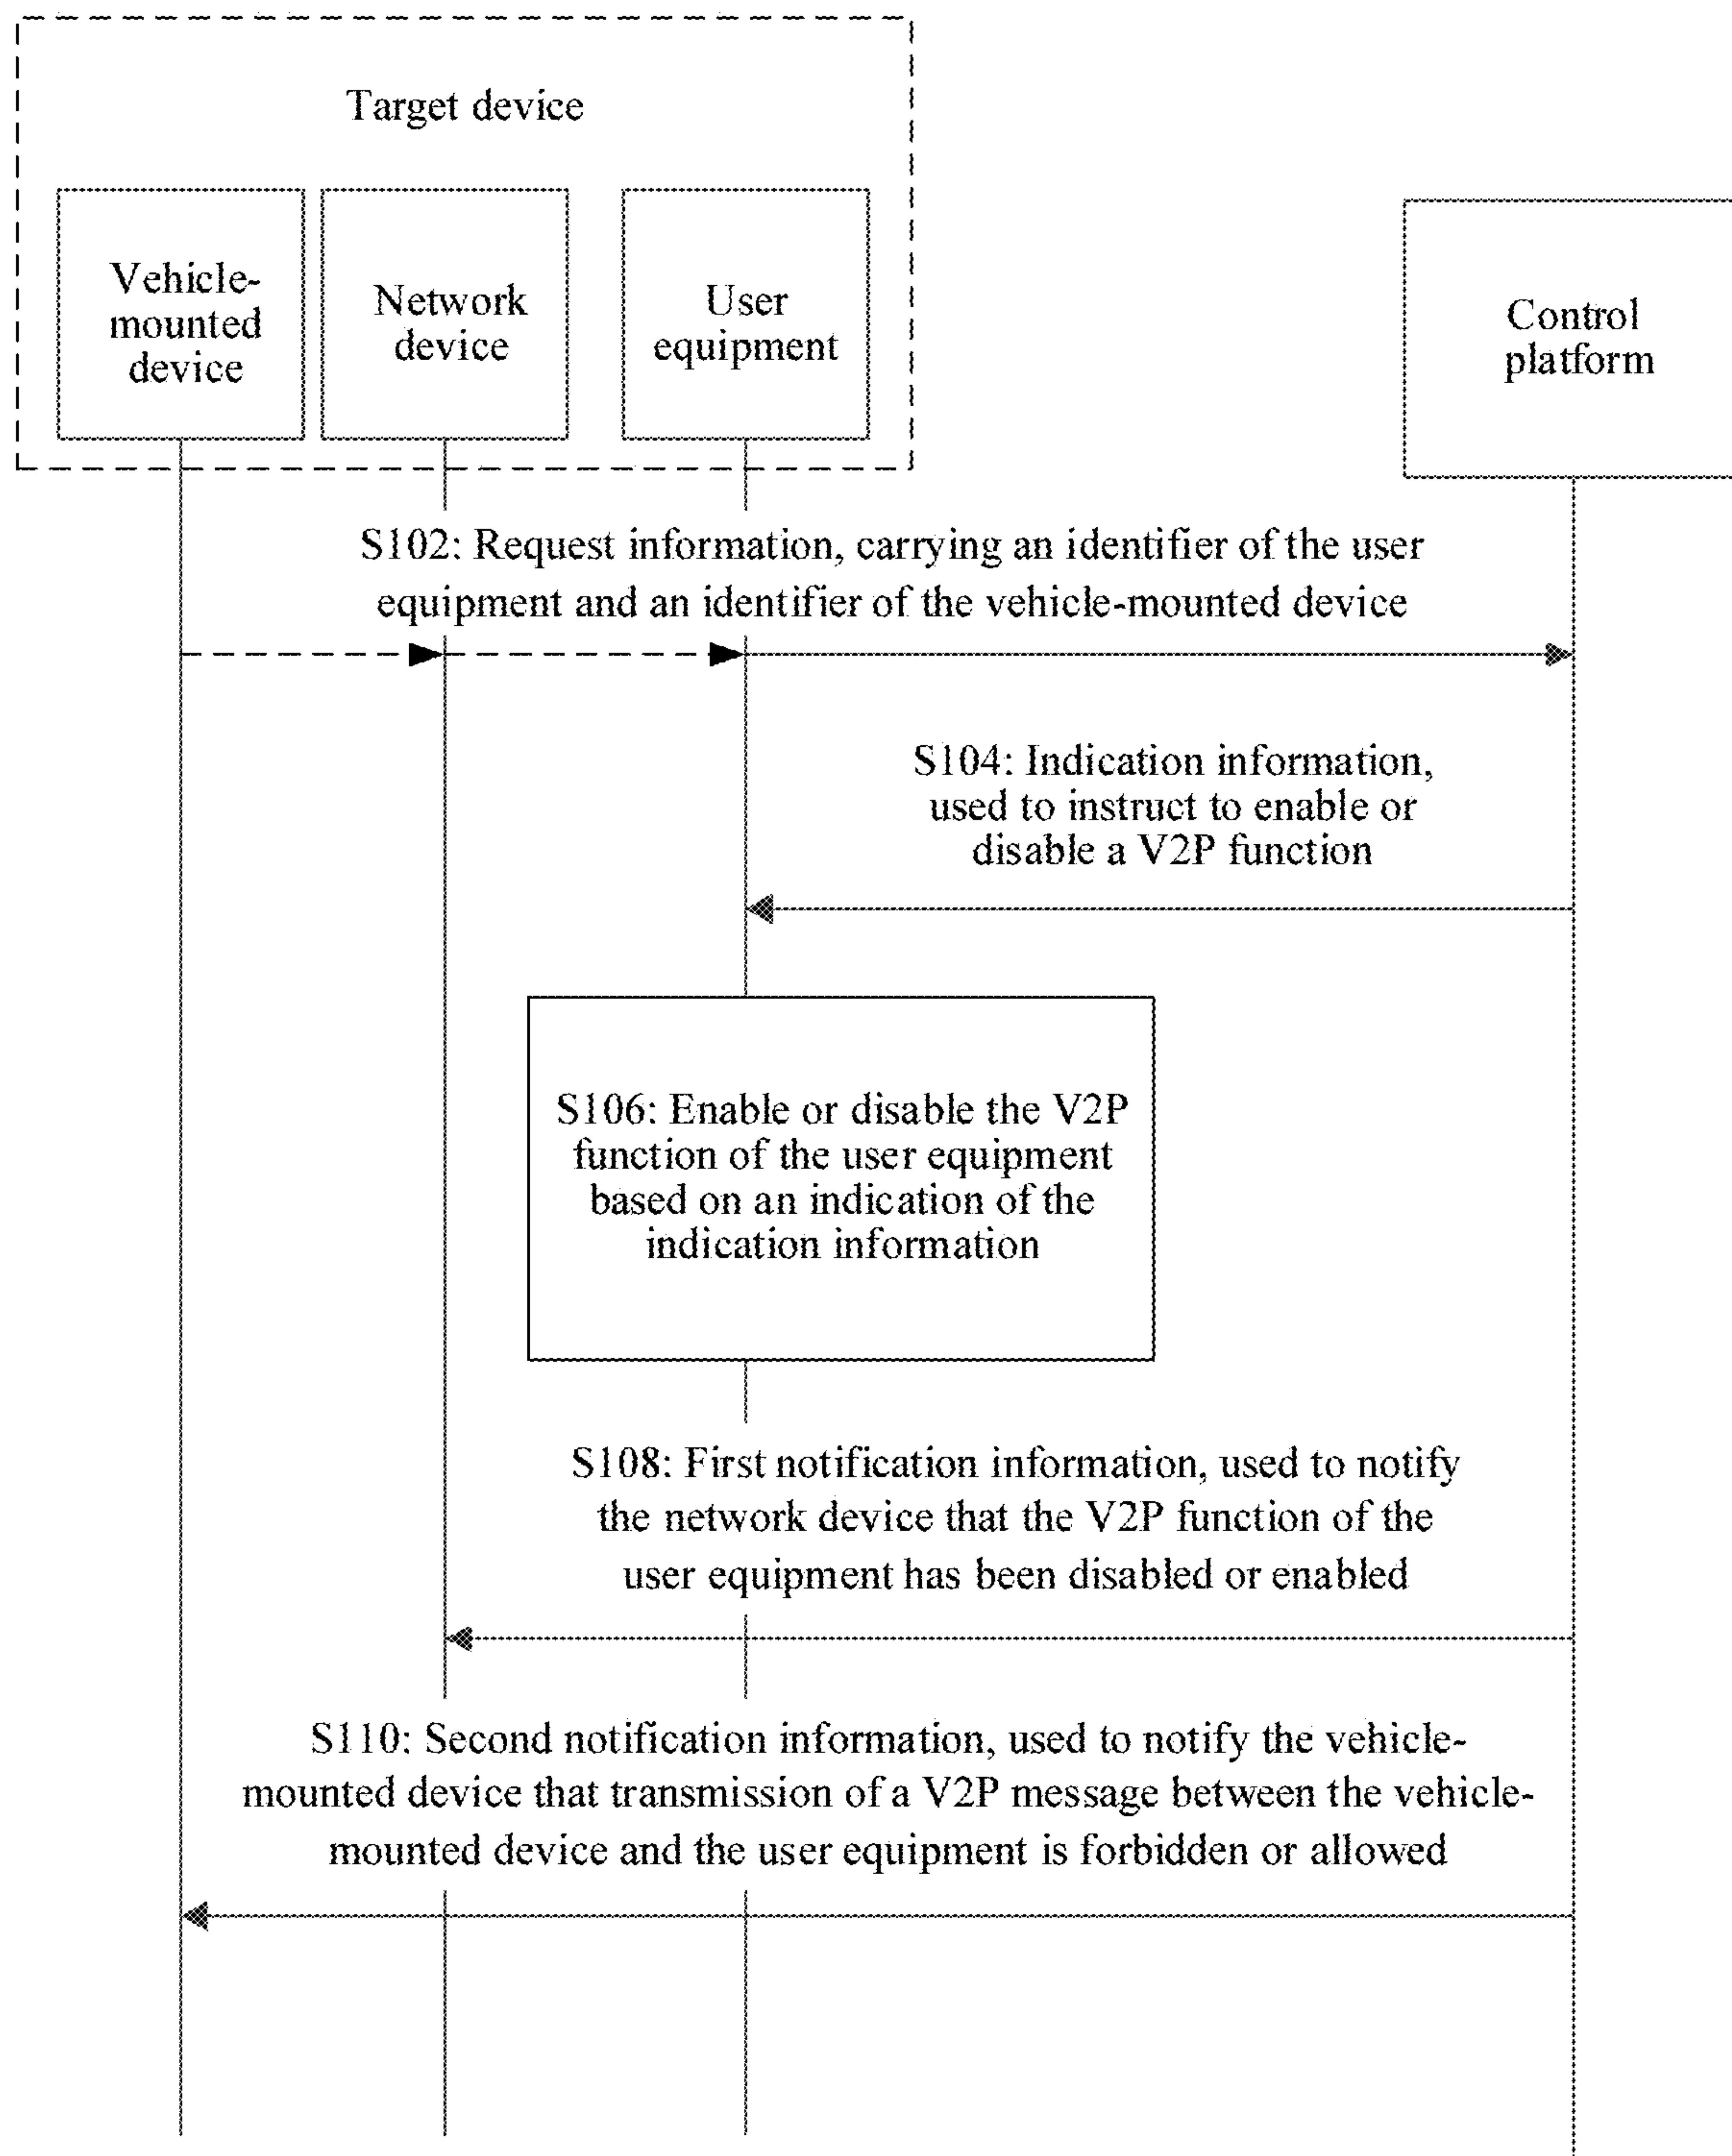 Target device
Vehicle-
mounted
device
Network
device
User
equipment
Control
platform
S102: Request information, carrying an identifier of the user
equipment and an identifier of the vehicle-mounted device
S104: Indication information,
used to instruct to enable or
disable a V2P function
S106: Enable or disable the V2P
function of the user equipment
based on an indication of the
indication information
S108: First notification information, used to notify
the network device that the V2P function of the
user equipment has been disabled or enabled
S110: Second notification information, used to notify the vehicle-
mounted device that transmission of a V2P message between the vehicle-
mounted device and the user equipment is forbidden or allowed